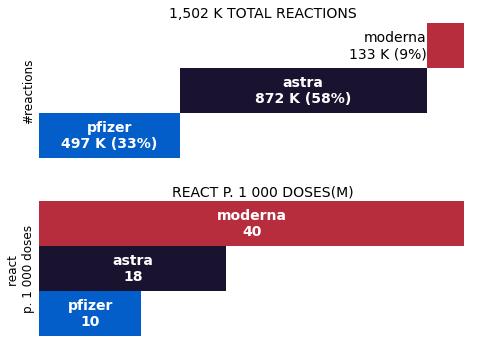 1,502 K TOTAL REACTIONS
moderna
133 K (9%)
astra
872 K (58%)
pfizer
497 K (33%)
#reactions
REACT P. 1 000 DOSES(M)
moderna
40
astra
18
pfizer
10
react
p. 1 000 doses